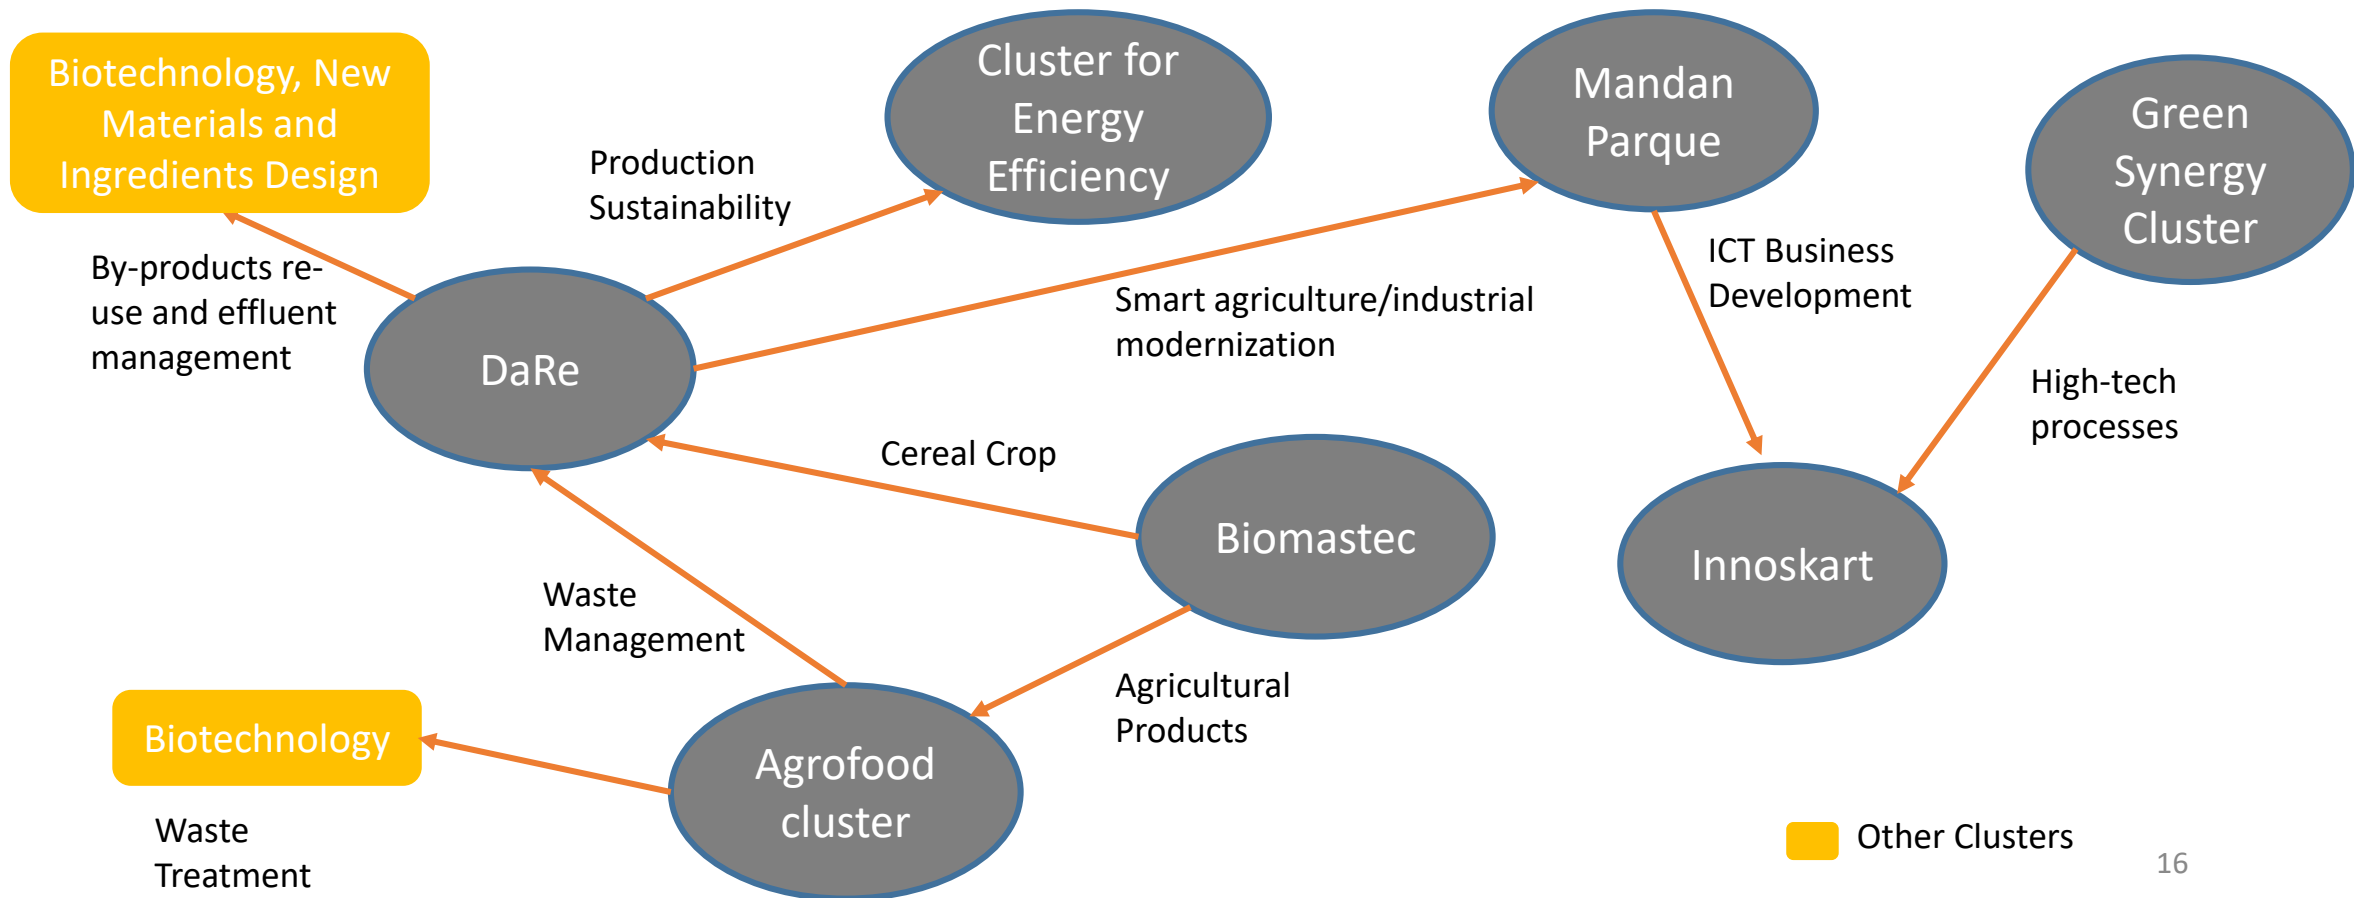 Biotechnology, New
Materials and
Ingredients Design
Cluster for
Energy
Efficiency
Mandan
Parque
Green
Synergy
Cluster
Production
Sustainability
By-products re-
use and effluent
management
ICT Business
Development
Smart agriculture/industrial
modernization
DaRe
High-tech
processes
Cereal Crop
Biomastec
Innoskart
Waste
Management
Agricultural
Products
Biotechnology
Agrofood
cluster
Waste
Treatment
Other Clusters
16